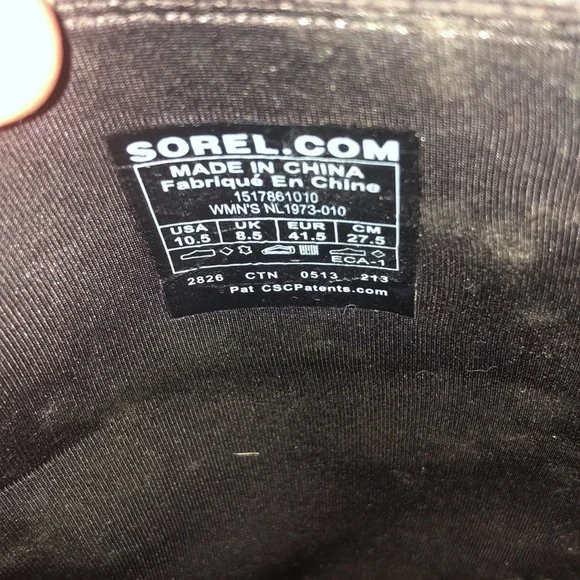 SOREL.COM
MADE IN CHINA
Fabriqué En Chine
1517861010
WMN'S NL1973-010
USA UK EUR CM
10.5 8.5 41.5 27.5
ECA-1
2826 CTN 0513 213
Pat CSCPatents.com